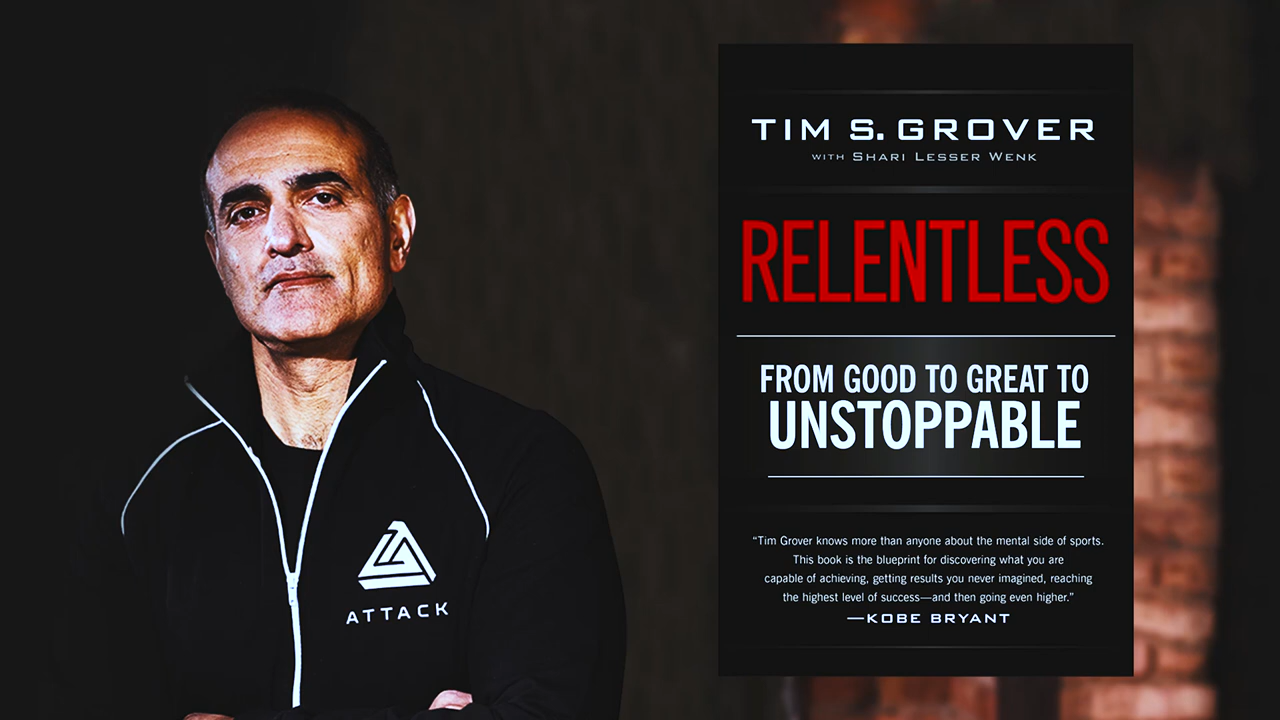 ATTACK
TIM S. GROVER
WITH SHARI LESSER WENK
RELENTLESS
FROM GOOD TO GREAT TO
UNSTOPPABLE
“Tim Grover knows more than anyone about the mental side of sports.
This book is the blueprint for discovering what you are
capable of achieving, getting results you never imagined, reaching
the highest level of success—and then going even higher.”
—KOBE BRYANT